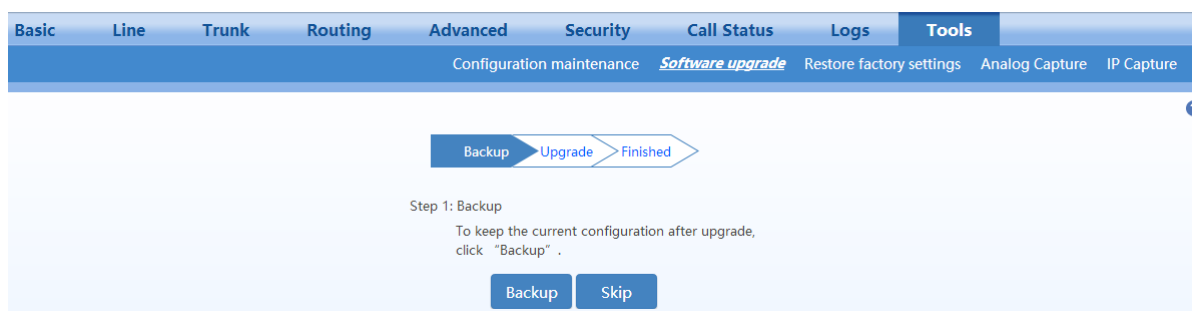 Basic Line Trunk Routing Advanced Security Call Status Logs Tools
Configuration maintenance Software upgrade Restore factory settings Analog Capture IP Capture
Backup Upgrade Finished
Step 1: Backup
To keep the current configuration after upgrade,
click “Backup” .
Backup Skip